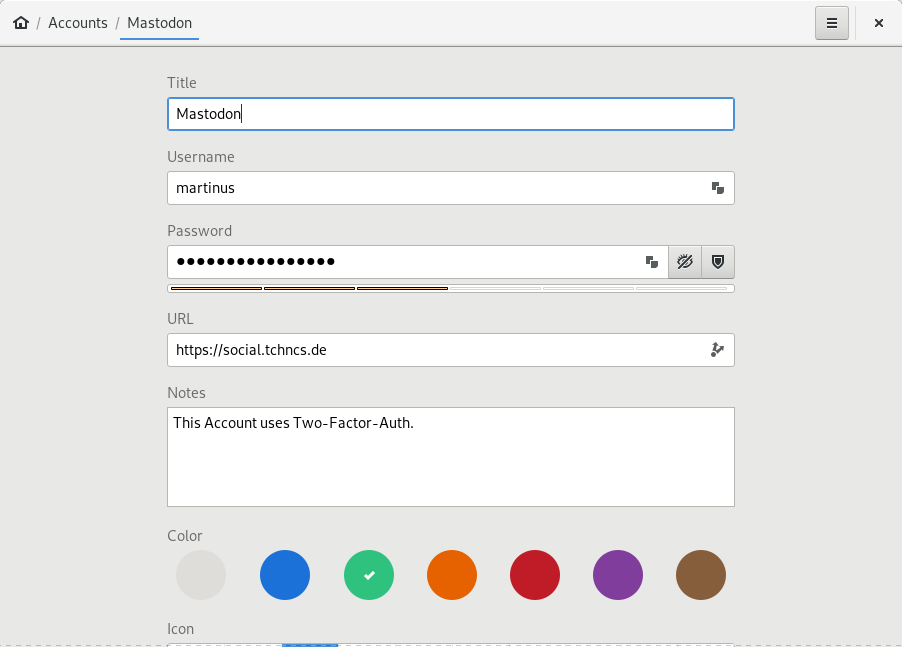 / Accounts / Mastodon
Title
Mastodon
Username
martinus
Password
●●●●●●●●●●●●●●●●
URL
https://social.tchncs.de
Notes
This Account uses Two-Factor-Auth.
Color
Icon